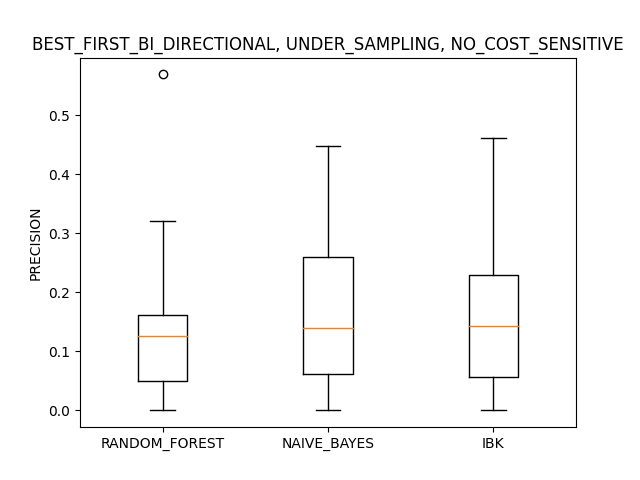 BEST_FIRST_BI_DIRECTIONAL, UNDER_SAMPLING, NO_COST_SENSITIVE
PRECISION
0.5
0.4
0.3
0.2
0.1
0.0
RANDOM_FOREST NAIVE_BAYES IBK